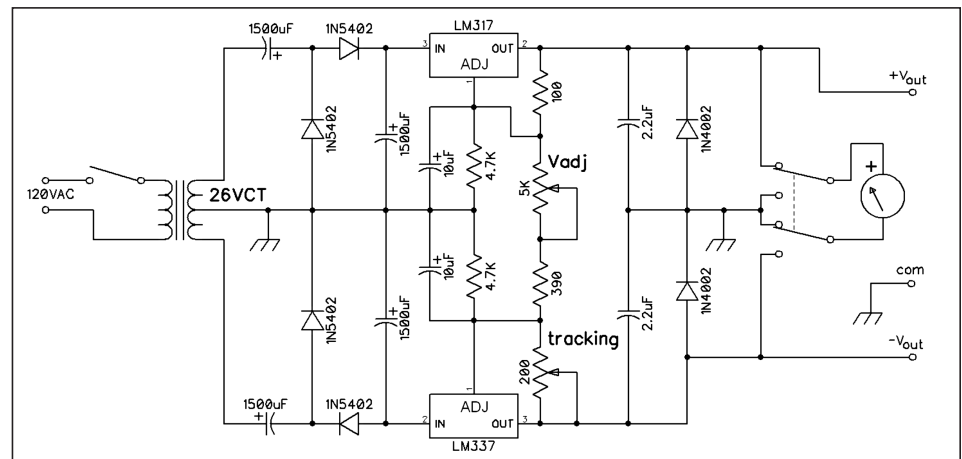 1500uF
1N5402
LM317
3
IN
OUT
2
ADJ
1
+
+Vout
100
1N5402
+
1500uF
+
10uF
4.7K
Vadj
5K
2.2uF
1N4002
+
120VAC
26VCT
+
10uF
4.7K
390
com
1N5402
+
1500uF
tracking
200
2.2uF
1N4002
-Vout
1500uF
1N5402
+
1
ADJ
2
IN
OUT
3
LM337